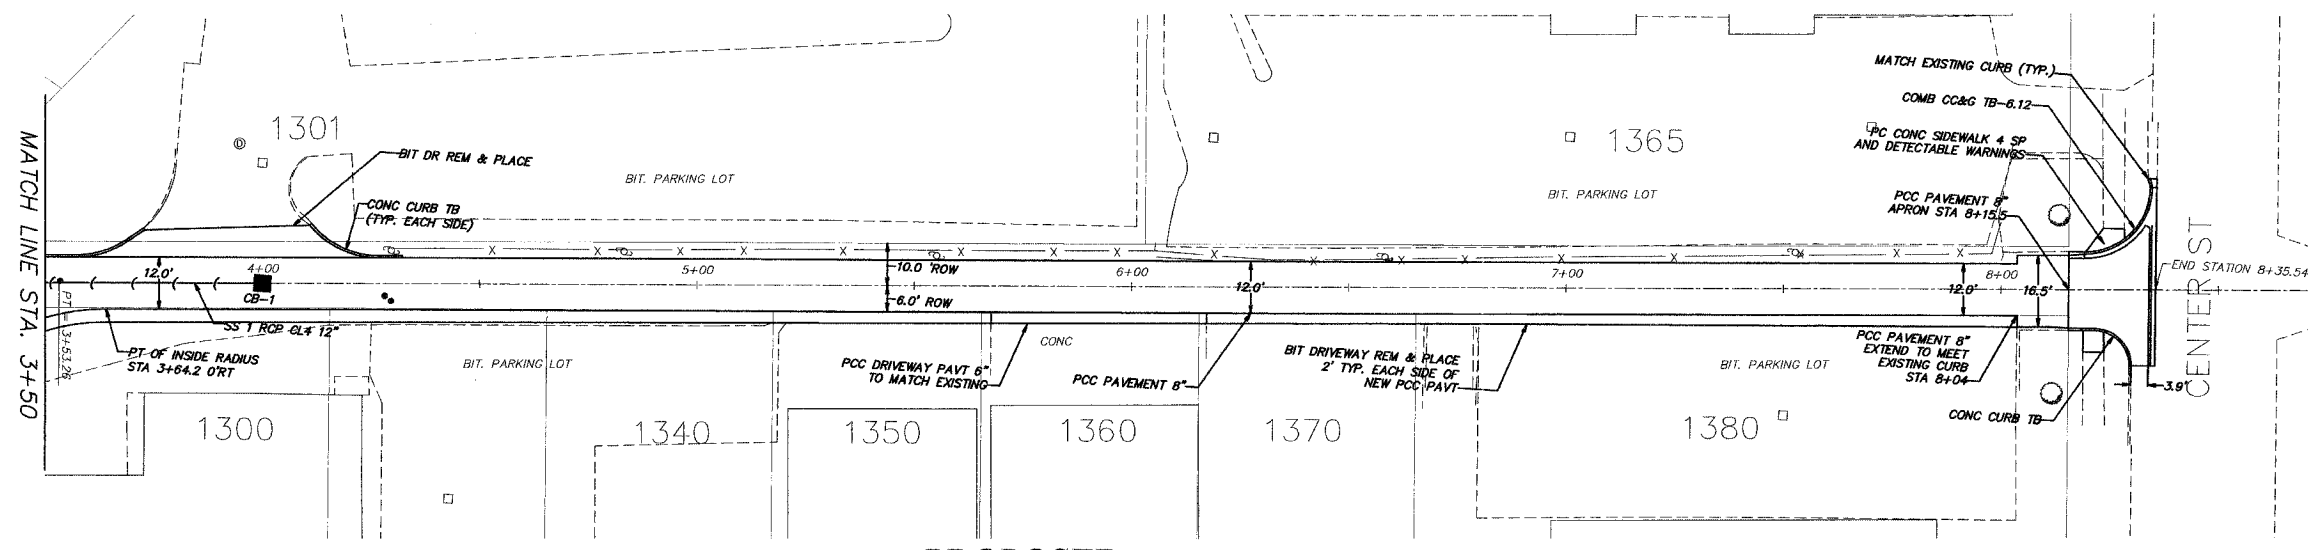 MATCH LINE STA. 3+50
1301
BIT DR REM & PLACE
CONC CURB TB
(TYP. EACH SIDE)
BIT. PARKING LOT
1365
BIT. PARKING LOT
MATCH EXISTING CURB (TYP.)
COMB CC&G TB-6.12
PC CONC SIDEWALK 4 SP
AND DETECTABLE WARNINGS
PCC PAVEMENT 8"
APRON STA 8+15.5
CENTER ST
END STATION 8+35.54
12.0'
4+00
CB-1
5+00
10.0 'ROW
6.0' ROW
6+00
12.0'
7+00
12.0'
8+00
16.5'
PT = 3+53.26
SS 1 RCP CL4 12"
PT OF INSIDE RADIUS
STA 3+64.2 0'RT
BIT. PARKING LOT
PCC DRIVEWAY PAVT 6"
TO MATCH EXISTING
CONC
PCC PAVEMENT 8"
BIT DRIVEWAY REM & PLACE
2' TYP. EACH SIDE OF
NEW PCC PAVT
BIT. PARKING LOT
PCC PAVEMENT 8"
EXTEND TO MEET
EXISTING CURB
STA 8+04
3.9'
CONC CURB TB
1300
1340
1350
1360
1370
1380